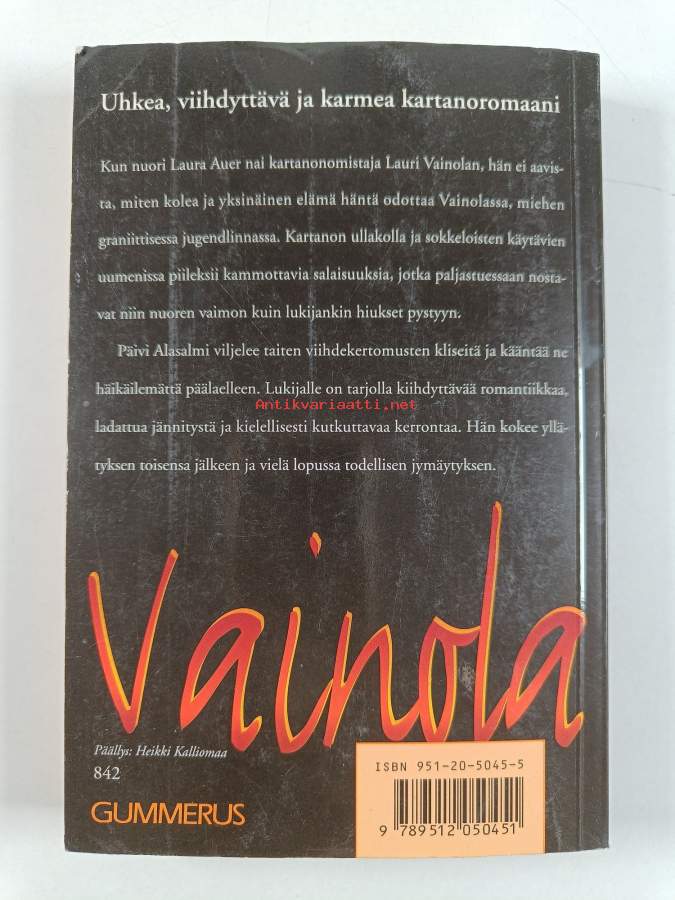 Uhkea, viihdyttävä ja karmea kartanoromaani
Kun nuori Laura Auer nai kartanonomistaja Lauri Vainolan, hän ei aavis-
ta, miten kolea ja yksinäinen elämä häntä odottaa Vainolassa, miehen
graniittisessa jugendlinnassa. Kartanon ullakolla ja sokkeloisten käytävien
uumenissa piileksii kammottavia salaisuuksia, jotka paljastuessaan nosta-
vat niin nuoren vaimon kuin lukijankin hiukset pystyyn.
Päivi Alasalmi viljelee taiten viihdekertomusten kliseitä ja kääntää ne
häikäilemättä päälaelleen. Lukijalle on tarjolla kiihdyttävää romantiikkaa,
Antikvariaatti.net
ladattua jännitystä ja kielellisesti kutkuttavaa kerrontaa. Hän kokee yllä-
tyksen toisensa jälkeen ja vielä lopussa todellisen jymäytyksen.
Vainola
Päällys: Heikki Kalliomaa
842
GUMMERUS
ISBN 951-20-5045-5
9 789512 050451